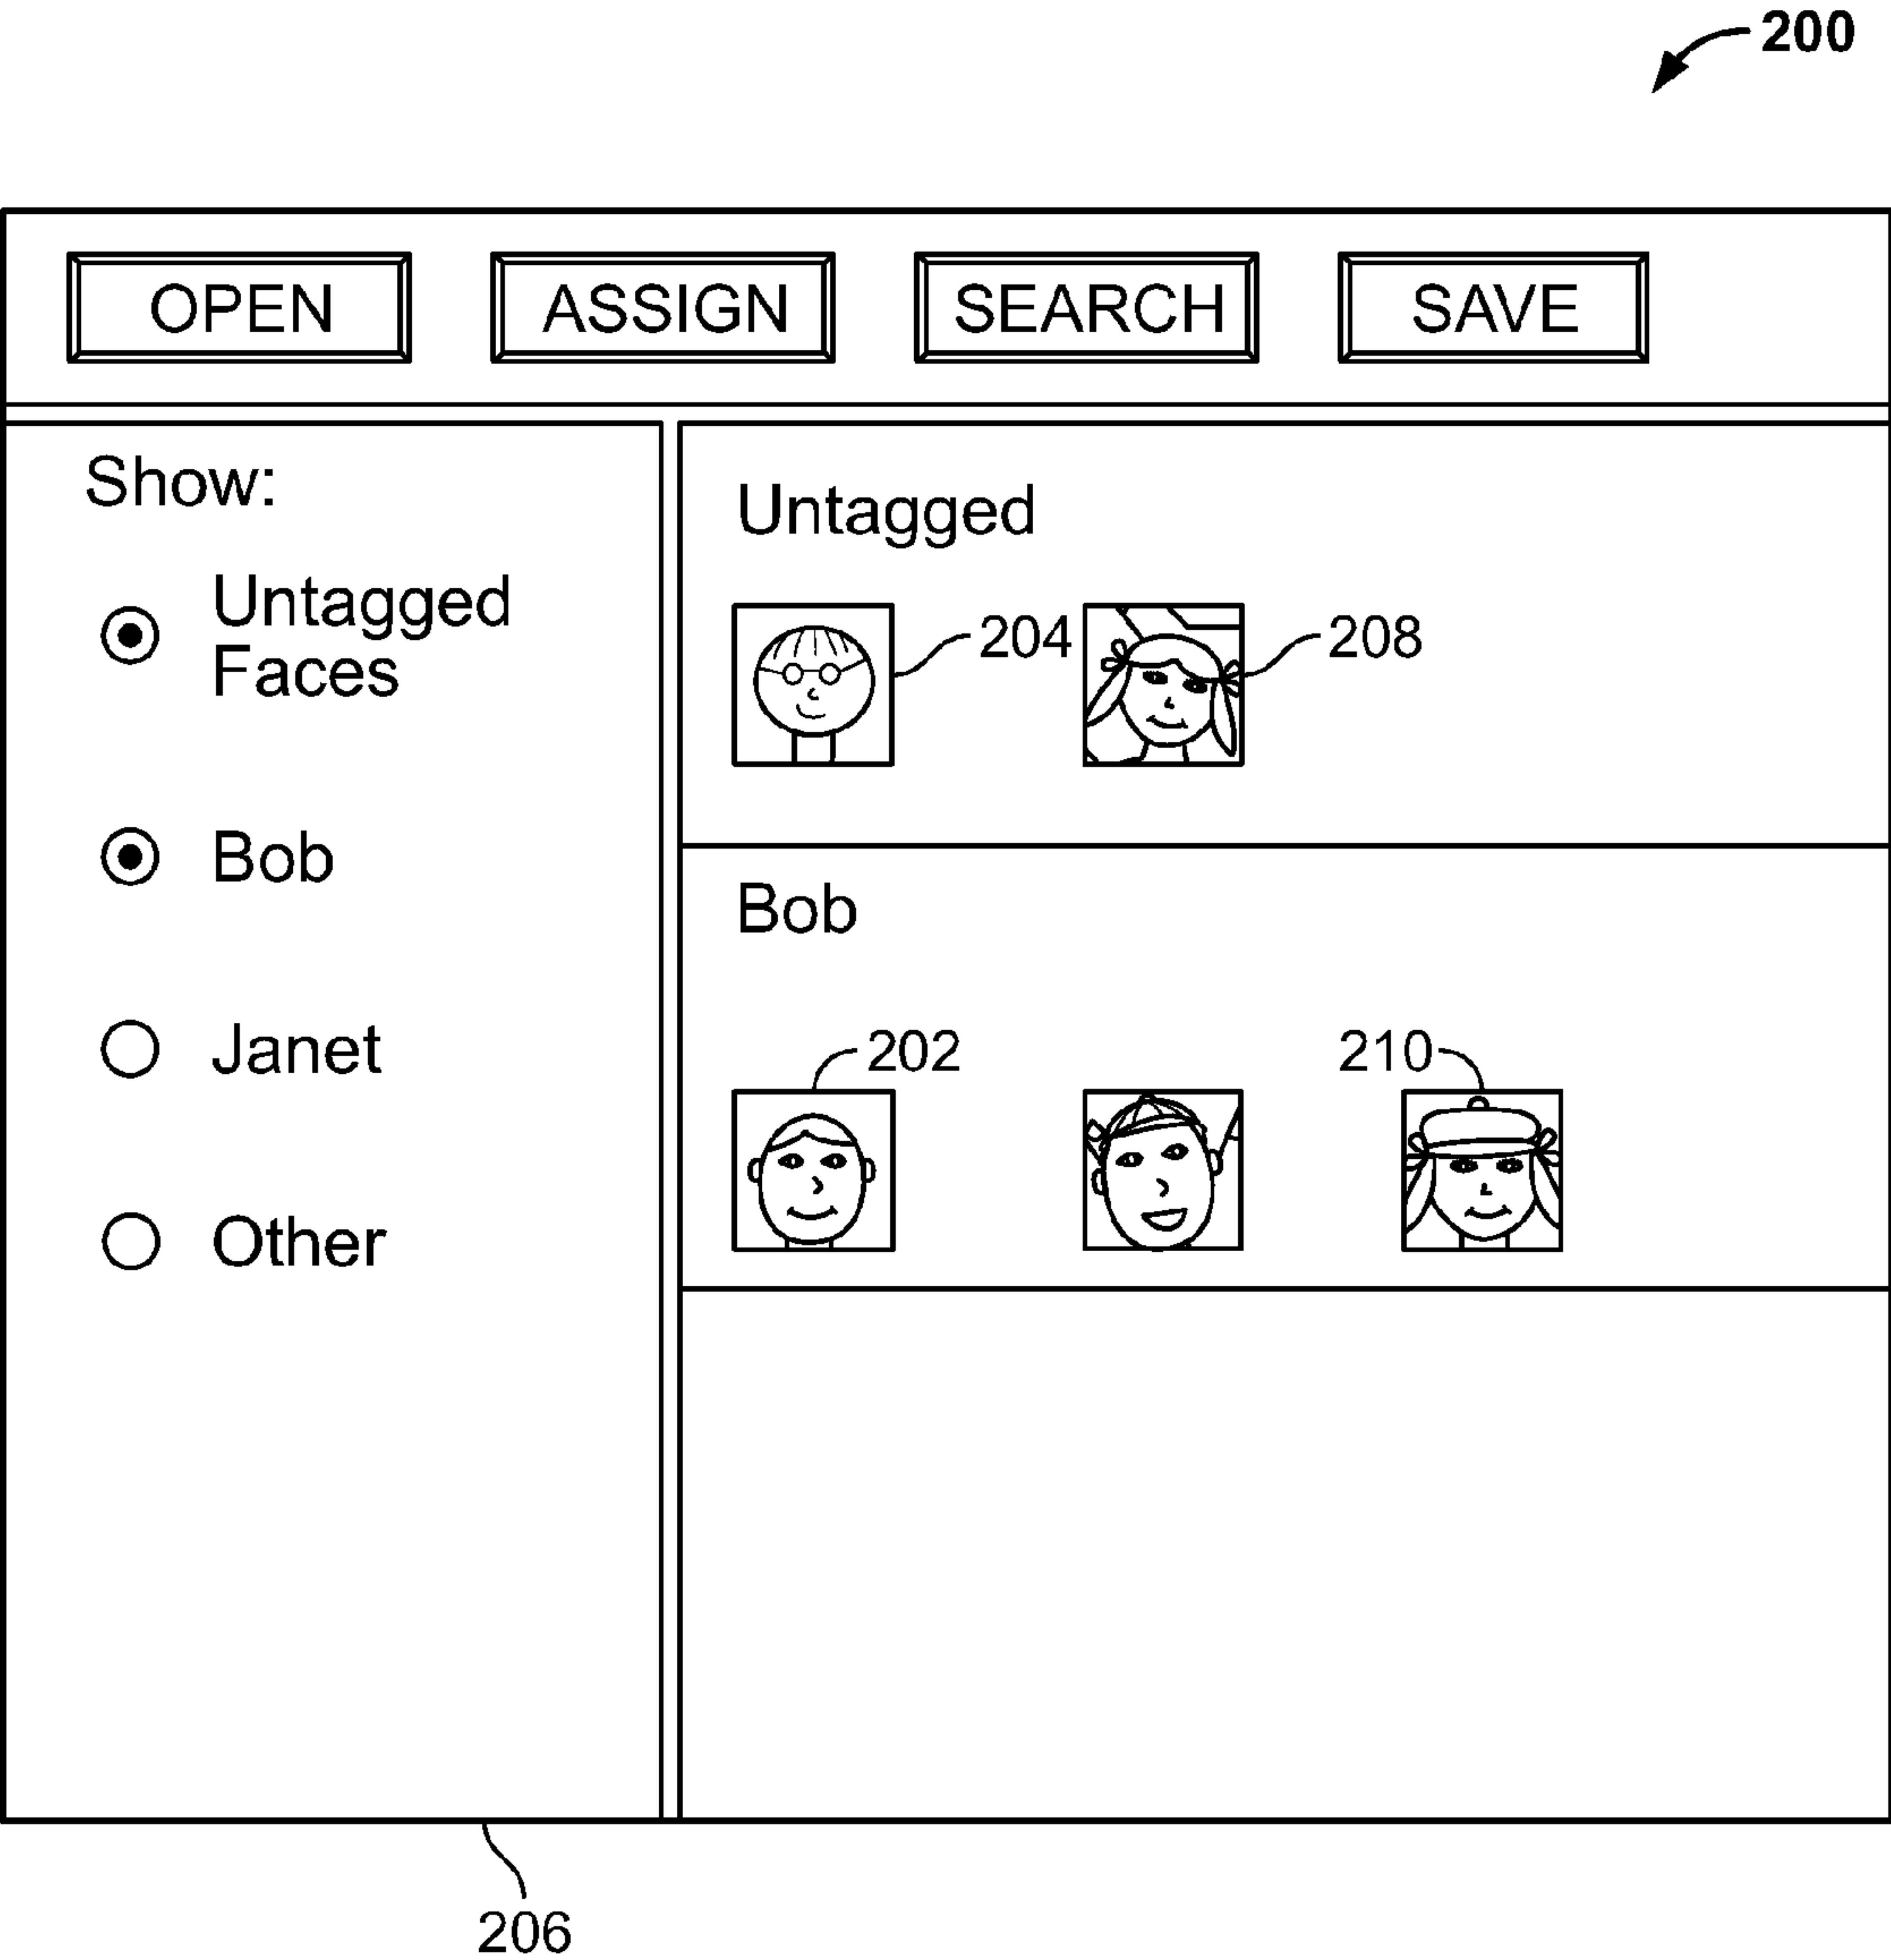 200
OPEN ASSIGN SEARCH SAVE
Show:
Untagged
Faces
Bob
Janet
Other
Untagged
204 208
Bob
202 210
206